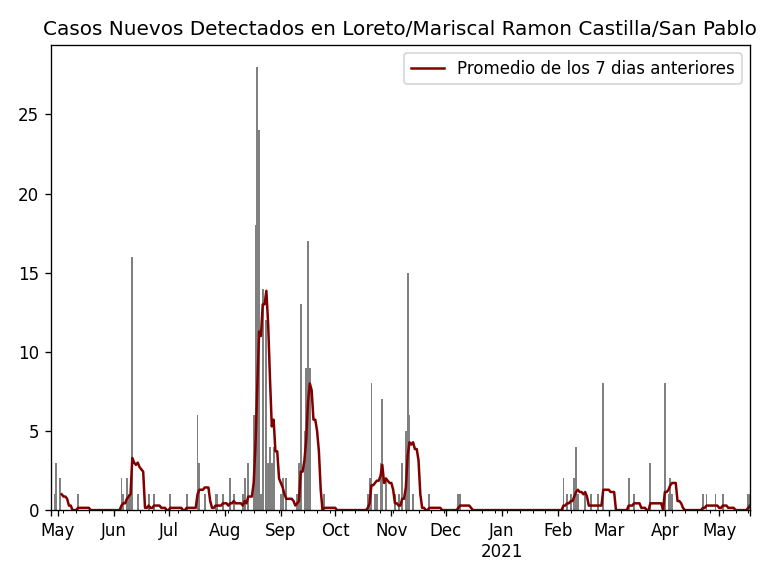 Casos Nuevos Detectados en Loreto/Mariscal Ramon Castilla/San Pablo
Promedio de los 7 dias anteriores
25
20
15
10
5
0
May Jun Jul Aug Sep Oct Nov Dec Jan Feb Mar Apr May
2021